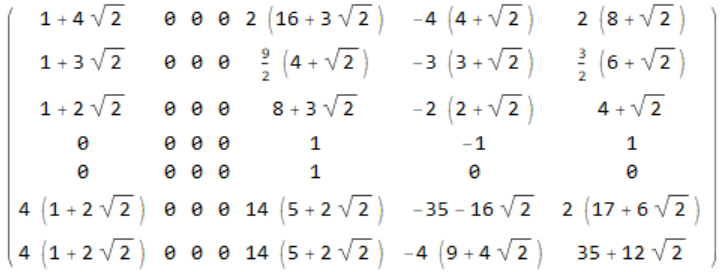 1 + 4 √2 0 0 0 2 (16 + 3 √2) -4 (4 + √2) 2 (8 + √2)
1 + 3 √2 0 0 0 9/2 (4 + √2) -3 (3 + √2) 3/2 (6 + √2)
1 + 2 √2 0 0 0 8 + 3 √2 -2 (2 + √2) 4 + √2
0 0 0 0 1 -1 1
0 0 0 0 1 0 0
4 (1 + 2 √2) 0 0 0 14 (5 + 2 √2) -35 - 16 √2 2 (17 + 6 √2)
4 (1 + 2 √2) 0 0 0 14 (5 + 2 √2) -4 (9 + 4 √2) 35 + 12 √2